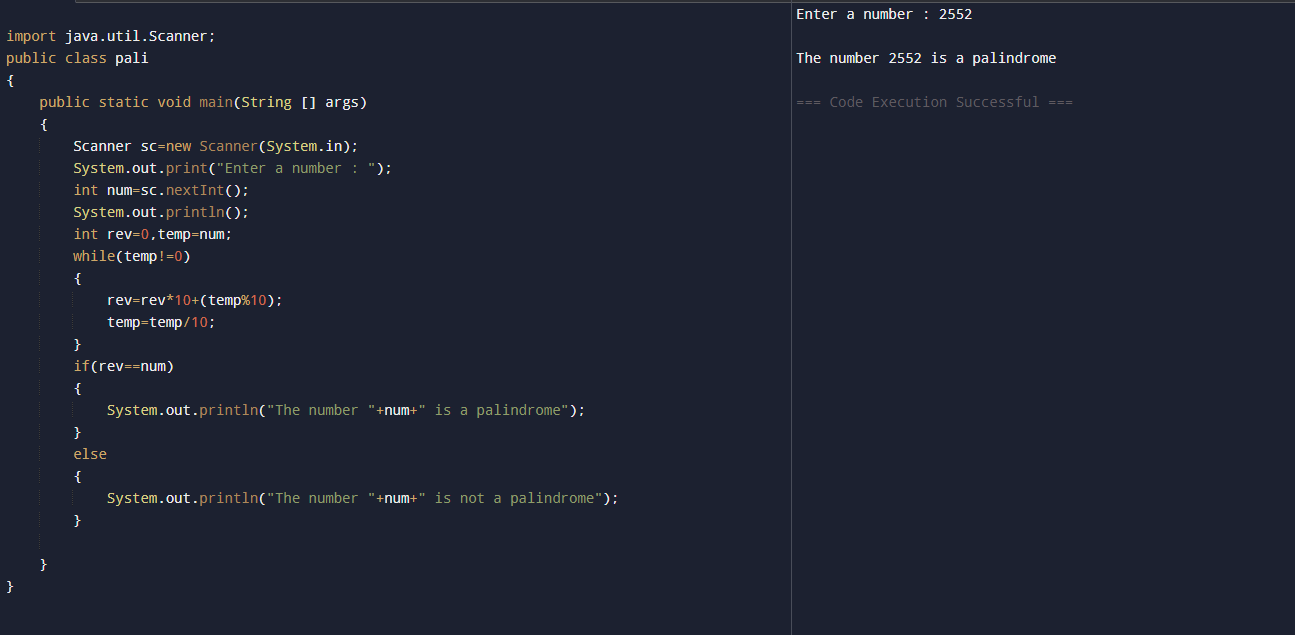 import java.util.Scanner;
public class pali
{
    public static void main(String [] args)
    {
        Scanner sc=new Scanner(System.in);
        System.out.print("Enter a number : ");
        int num=sc.nextInt();
        System.out.println();
        int rev=0,temp=num;
        while(temp!=0)
        {
            rev=rev*10+(temp%10);
            temp=temp/10;
        }
        if(rev==num)
        {
            System.out.println("The number "+num+" is a palindrome");
        }
        else
        {
            System.out.println("The number "+num+" is not a palindrome");
        }
    }
}
Enter a number : 2552
The number 2552 is a palindrome
=== Code Execution Successful ===